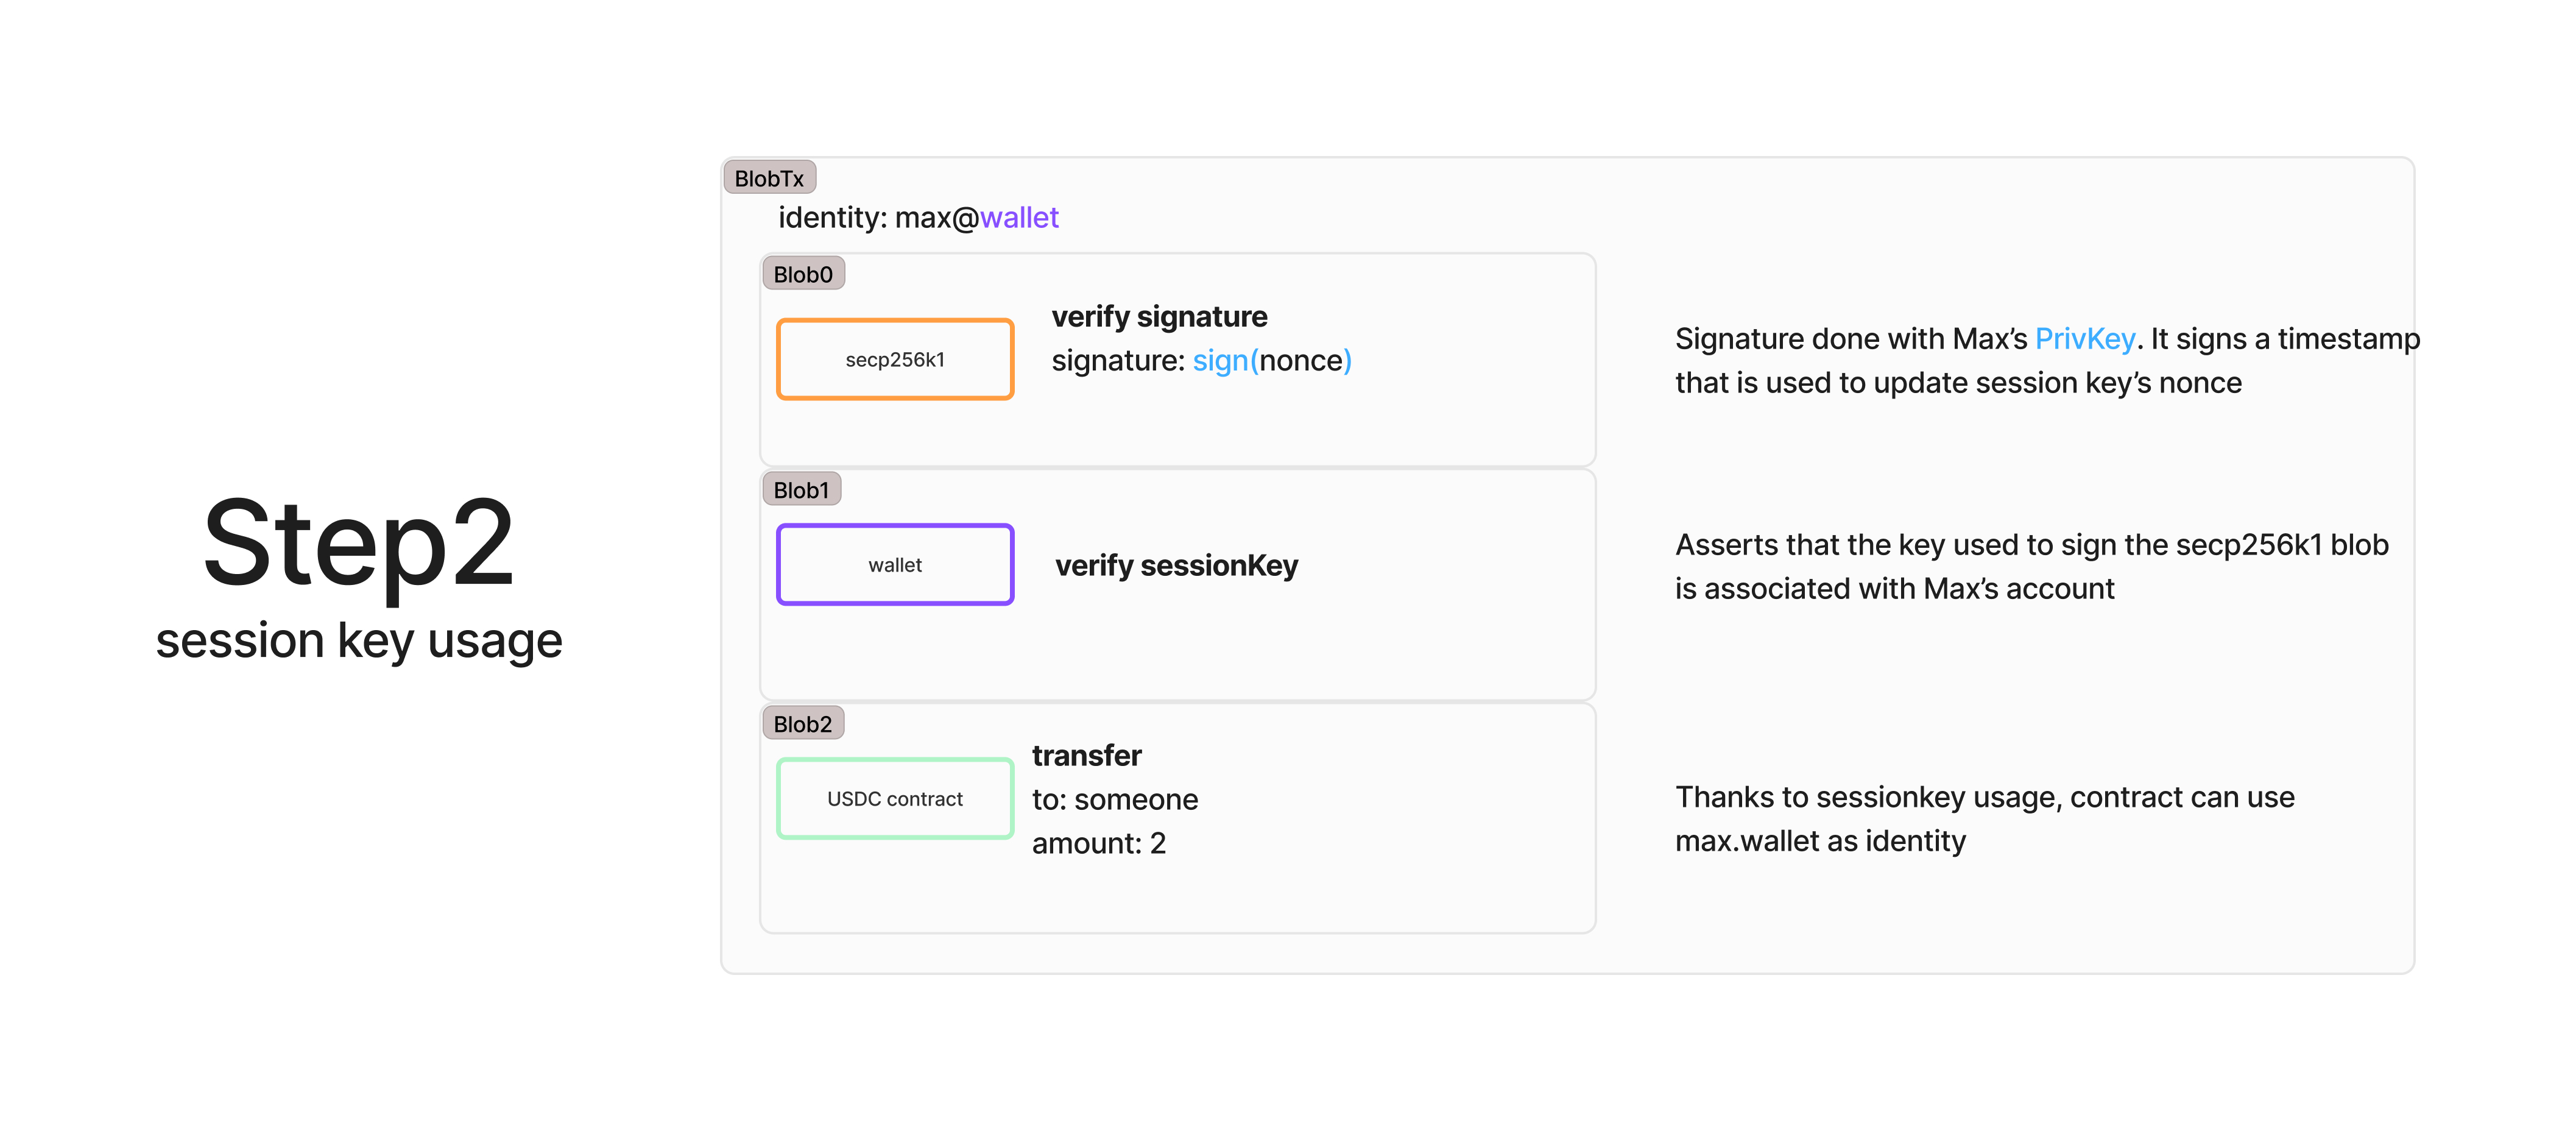 Step2
session key usage
BlobTx
identity: max@wallet
Blob0
secp256k1
verify signature
signature: sign(nonce)
Signature done with Max’s PrivKey. It signs a timestamp
that is used to update session key’s nonce
Blob1
wallet
verify sessionKey
Asserts that the key used to sign the secp256k1 blob
is associated with Max’s account
Blob2
USDC contract
transfer
to: someone
amount: 2
Thanks to sessionkey usage, contract can use
max.wallet as identity